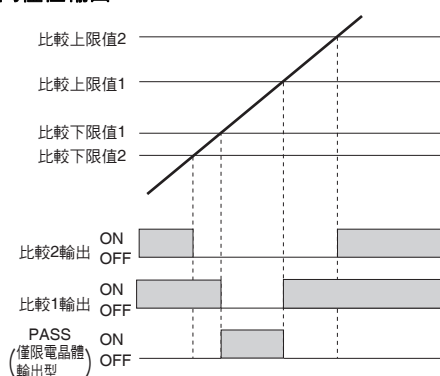 比較上限值2
比較上限值1
比較下限值1
比較下限值2
比較2輸出 ON
OFF
比較1輸出 ON
OFF
PASS
(僅限電晶體
輸出型) ON
OFF